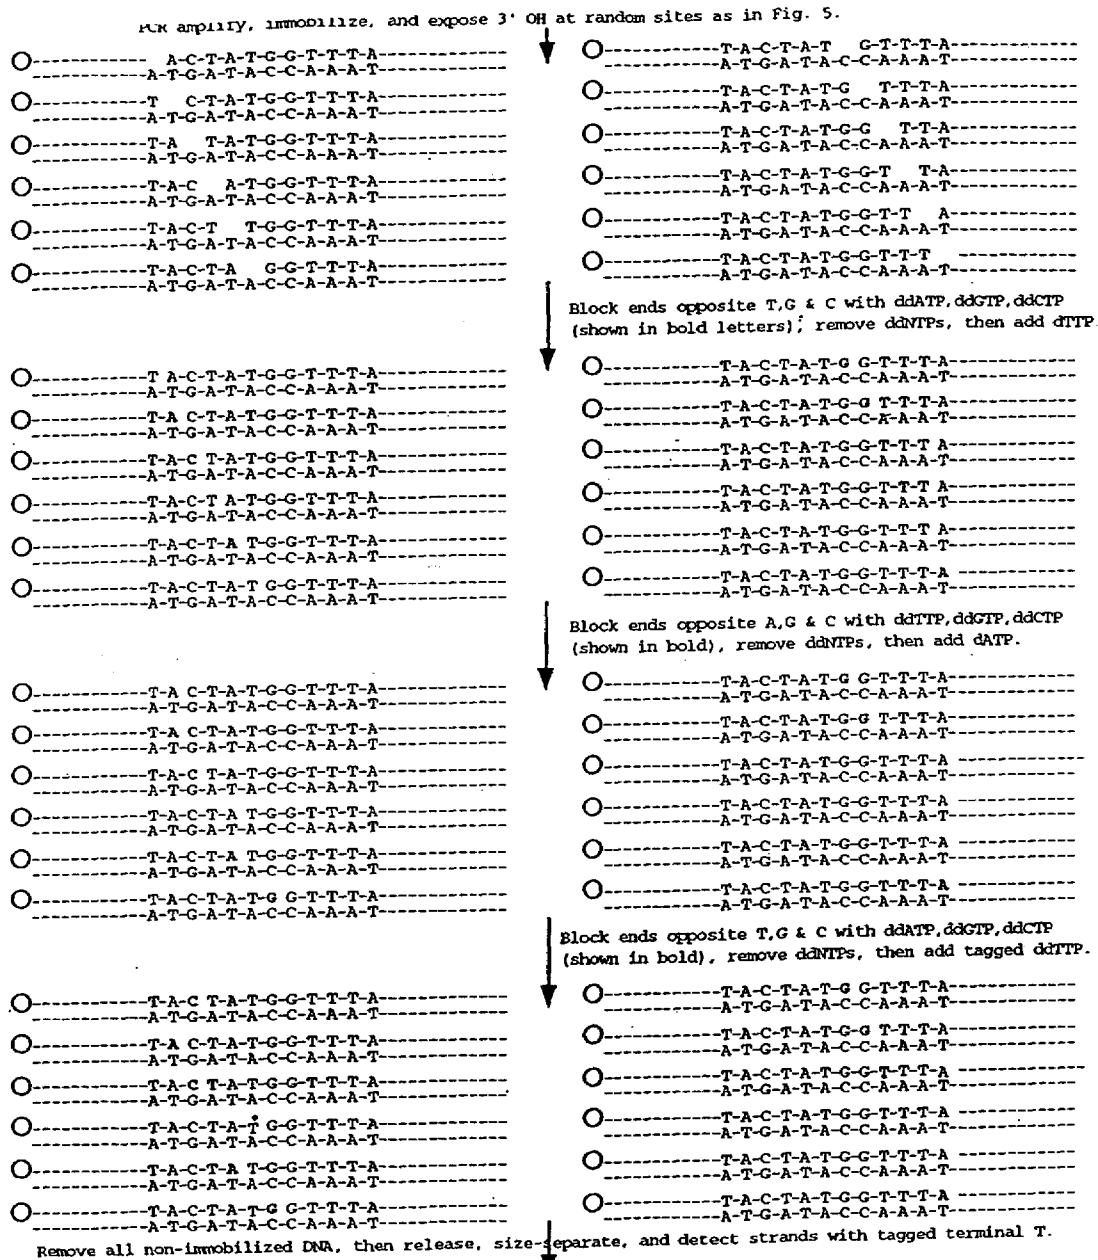 PCR amplify, immobilize, and expose 3' OH at random sites as in Fig. 5.
A-C-T-A-T-G-G-T-T-T-A
A-T-G-A-T-A-C-C-A-A-A-T
T C-T-A-T-G-G-T-T-T-A
A-T-G-A-T-A-C-C-A-A-A-T
T-A T-A-T-G-G-T-T-T-A
A-T-G-A-T-A-C-C-A-A-A-T
T-A-C A-T-G-G-T-T-T-A
A-T-G-A-T-A-C-C-A-A-A-T
T-A-C-T T-G-G-T-T-T-A
A-T-G-A-T-A-C-C-A-A-A-T
T-A-C-T-A G-G-T-T-T-A
A-T-G-A-T-A-C-C-A-A-A-T
T-A-C-T-A-T G-T-T-T-A
A-T-G-A-T-A-C-C-A-A-A-T
T-A-C-T-A-T-G T-T-T-A
A-T-G-A-T-A-C-C-A-A-A-T
T-A-C-T-A-T-G-G T-T-A
A-T-G-A-T-A-C-C-A-A-A-T
T-A-C-T-A-T-G-G-T T-A
A-T-G-A-T-A-C-C-A-A-A-T
T-A-C-T-A-T-G-G-T-T A
A-T-G-A-T-A-C-C-A-A-A-T
T-A-C-T-A-T-G-G-T-T-T
A-T-G-A-T-A-C-C-A-A-A-T
Block ends opposite T,G & C with ddATP,ddGTP,ddCTP
(shown in bold letters), remove ddNTPs, then add dTTP.
T A-C-T-A-T-G-G-T-T-T-A
A-T-G-A-T-A-C-C-A-A-A-T
T-A C-T-A-T-G-G-T-T-T-A
A-T-G-A-T-A-C-C-A-A-A-T
T-A-C T-A-T-G-G-T-T-T-A
A-T-G-A-T-A-C-C-A-A-A-T
T-A-C-T A-T-G-G-T-T-T-A
A-T-G-A-T-A-C-C-A-A-A-T
T-A-C-T-A T-G-G-T-T-T-A
A-T-G-A-T-A-C-C-A-A-A-T
T-A-C-T-A-T G-G-T-T-T-A
A-T-G-A-T-A-C-C-A-A-A-T
T-A-C-T-A-T-G G-T-T-T-A
A-T-G-A-T-A-C-C-A-A-A-T
T-A-C-T-A-T-G-G T-T-T-A
A-T-G-A-T-A-C-C-A-A-A-T
T-A-C-T-A-T-G-G-T-T-T A
A-T-G-A-T-A-C-C-A-A-A-T
T-A-C-T-A-T-G-G-T-T-T A
A-T-G-A-T-A-C-C-A-A-A-T
T-A-C-T-A-T-G-G-T-T-T A
A-T-G-A-T-A-C-C-A-A-A-T
T-A-C-T-A-T-G-G-T-T-T-A
A-T-G-A-T-A-C-C-A-A-A-T
Block ends opposite A,G & C with ddTTP,ddGTP,ddCTP
(shown in bold), remove ddNTPs, then add dATP.
T-A C-T-A-T-G-G-T-T-T-A
A-T-G-A-T-A-C-C-A-A-A-T
T-A C-T-A-T-G-G-T-T-T-A
A-T-G-A-T-A-C-C-A-A-A-T
T-A-C T-A-T-G-G-T-T-T-A
A-T-G-A-T-A-C-C-A-A-A-T
T-A-C-T-A T-G-G-T-T-T-A
A-T-G-A-T-A-C-C-A-A-A-T
T-A-C-T-A T-G-G-T-T-T-A
A-T-G-A-T-A-C-C-A-A-A-T
T-A-C-T-A-T-G G-T-T-T-A
A-T-G-A-T-A-C-C-A-A-A-T
T-A-C-T-A-T-G G-T-T-T-A
A-T-G-A-T-A-C-C-A-A-A-T
T-A-C-T-A-T-G-G T-T-T-A
A-T-G-A-T-A-C-C-A-A-A-T
T-A-C-T-A-T-G-G-T-T-T-A
A-T-G-A-T-A-C-C-A-A-A-T
T-A-C-T-A-T-G-G-T-T-T-A
A-T-G-A-T-A-C-C-A-A-A-T
T-A-C-T-A-T-G-G-T-T-T-A
A-T-G-A-T-A-C-C-A-A-A-T
T-A-C-T-A-T-G-G-T-T-T-A
A-T-G-A-T-A-C-C-A-A-A-T
Block ends opposite T,G & C with ddATP,ddGTP,ddCTP
(shown in bold), remove ddNTPs, then add tagged ddTTP.
T-A-C T-A-T-G-G-T-T-T-A
A-T-G-A-T-A-C-C-A-A-A-T
T-A C-T-A-T-G-G-T-T-T-A
A-T-G-A-T-A-C-C-A-A-A-T
T-A-C T-A-T-G-G-T-T-T-A
A-T-G-A-T-A-C-C-A-A-A-T
T-A-C-T-A-T G-G-T-T-T-A
A-T-G-A-T-A-C-C-A-A-A-T
T-A-C-T-A T-G-G-T-T-T-A
A-T-G-A-T-A-C-C-A-A-A-T
T-A-C-T-A-T-G G-T-T-T-A
A-T-G-A-T-A-C-C-A-A-A-T
T-A-C-T-A-T-G G-T-T-T-A
A-T-G-A-T-A-C-C-A-A-A-T
T-A-C-T-A-T-G-G T-T-T-A
A-T-G-A-T-A-C-C-A-A-A-T
T-A-C-T-A-T-G-G-T-T-T-A
A-T-G-A-T-A-C-C-A-A-A-T
T-A-C-T-A-T-G-G-T-T-T-A
A-T-G-A-T-A-C-C-A-A-A-T
T-A-C-T-A-T-G-G-T-T-T-A
A-T-G-A-T-A-C-C-A-A-A-T
T-A-C-T-A-T-G-G-T-T-T-A
A-T-G-A-T-A-C-C-A-A-A-T
Remove all non-immobilized DNA, then release, size-separate, and detect strands with tagged terminal T.